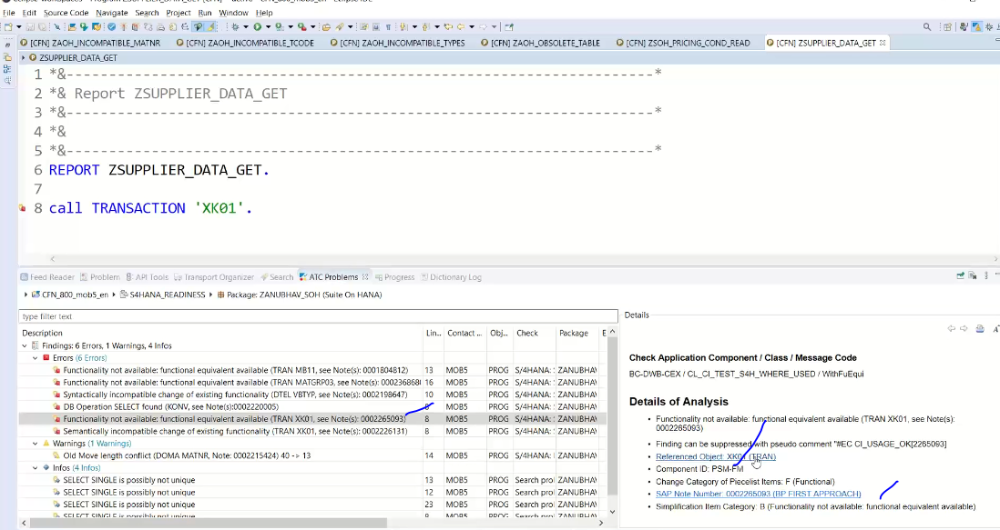 File Edit Source Code Navigate Search Project Run Window Help
[CFN] ZAOH_INCOMPATIBLE_MATNR [CFN] ZAOH_INCOMPATIBLE_TCODE [CFN] ZAOH_INCOMPATIBLE_TYPES [CFN] ZAOH_OBSOLETE_TABLE [CFN] ZSOH_PRICING_COND_READ [CFN] ZSUPPLIER_DATA_GET
ZSUPPLIER_DATA_GET
1 *&---------------------------------------------------------------------*
2 *& Report ZSUPPLIER_DATA_GET
3 *&---------------------------------------------------------------------*
4 *&
5 *&---------------------------------------------------------------------*
6 REPORT ZSUPPLIER_DATA_GET.
7
8 call TRANSACTION 'XK01'.
Feed Reader Problem API Tools Transport Organizer Search ATC Problems Progress Dictionary Log
CFN_800_mob5_en S4HANA_READINESS Package: ZANUBHAV_SOH (Suite On HANA)
type filter text
Description Lin... Contact ... Obj... Check Package E
Findings: 6 Errors, 1 Warnings, 4 Infos
Errors (6 Errors)
Functionality not available: functional equivalent available (TRAN MB11, see Note(s): 0001804812) 13 MOB5 PROG S/4HANA: ZANUBHAV
Functionality not available: functional equivalent available (TRAN MATGRP03, see Note(s): 0002368686 16 MOB5 PROG S/4HANA: ZANUBHAV
Syntactically incompatible change of existing functionality (DTEL VBTYP, see Note(s): 0002198647) 10 MOB5 PROG S/4HANA: ZANUBHAV
DB Operation SELECT found (KONV, see Note(s):0002220005) 8 MOB5 PROG S/4HANA: ZANUBHAV
Functionality not available: functional equivalent available (TRAN XK01, see Note(s): 0002265093) 8 MOB5 PROG S/4HANA: ZANUBHAV
Semantically incompatible change of existing functionality (TRAN XK01, see Note(s): 0002226131) 8 MOB5 PROG S/4HANA: ZANUBHAV
Warnings (1 Warning)
Old Move length conflict (DOMA MATNR, Note: 0002215424) 40 -> 13 14 MOB5 PROG S/4HANA: ZANUBHAV
Infos (4 Infos)
SELECT SINGLE is possibly not unique 13 MOB5 PROG Search prol ZANUBHAV
SELECT SINGLE is possibly not unique 12 MOB5 PROG Search prol ZANUBHAV
SELECT SINGLE is possibly not unique 23 MOB5 PROG Search prol ZANUBHAV
SELECT SINGLE is possibly not unique 8 MOB5 PROG Search prol ZANUBHAV
Details
Check Application Component / Class / Message Code
BC-DWB-CEX / CL_CI_TEST_S4H_WHERE_USED / WithFuEqui
Details of Analysis
Functionality not available: functional equivalent available (TRAN XK01, see Note(s):
0002265093)
Finding can be suppressed with pseudo comment "#EC CI_USAGE_OK[2265093]
Referenced Object: XK01 (TRAN)
Component ID: PSM-FM
Change Category of Piecelist Items: F (Functional)
SAP Note Number: 0002265093 (BP FIRST APPROACH)
Simplification Item Category: B (Functionality not available: functional equivalent available)